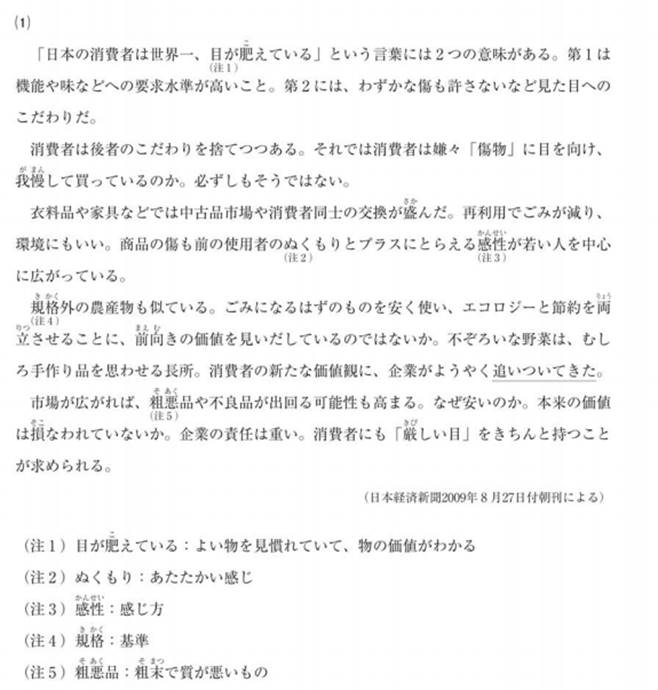 (1)
「日本の消費者は世界一、目が肥えている」という言葉には２つの意味がある。第１は
機能や味などへの要求水準が高いこと。第２には、わずかな傷も許さないなど見た目への
こだわりだ。
消費者は後者のこだわりを捨てつつある。それでは消費者は嫌々「傷物」に目を向け、
我慢して買っているのか。必ずしもそうではない。
衣料品や家具などでは中古品市場や消費者同士の交換が盛んだ。再利用でごみが減り、
環境にもいい。商品の傷も前の使用者のぬくもりとプラスにとらえる感性が若い人を中心
に広がっている。
規格外の農産物も似ている。ごみになるはずのものを安く使い、エコロジーと節約を両
立させることに、前向きの価値を見いだしているのではないか。不ぞろいな野菜は、むし
ろ手作り品を思わせる長所。消費者の新たな価値観に、企業がようやく追いついてきた。
市場が広がれば、粗悪品や不良品が出回る可能性も高まる。なぜ安いのか。本来の価値
は損なわれていないか。企業の責任は重い。消費者にも「厳しい目」をきちんと持つこと
が求められる。
（日本経済新聞2009年８月27日付朝刊による）
（注１）目が肥えている：よい物を見慣れていて、物の価値がわかる
（注２）ぬくもり：あたたかい感じ
（注３）感性：感じ方
（注４）規格：基準
（注５）粗悪品：粗末で質が悪いもの